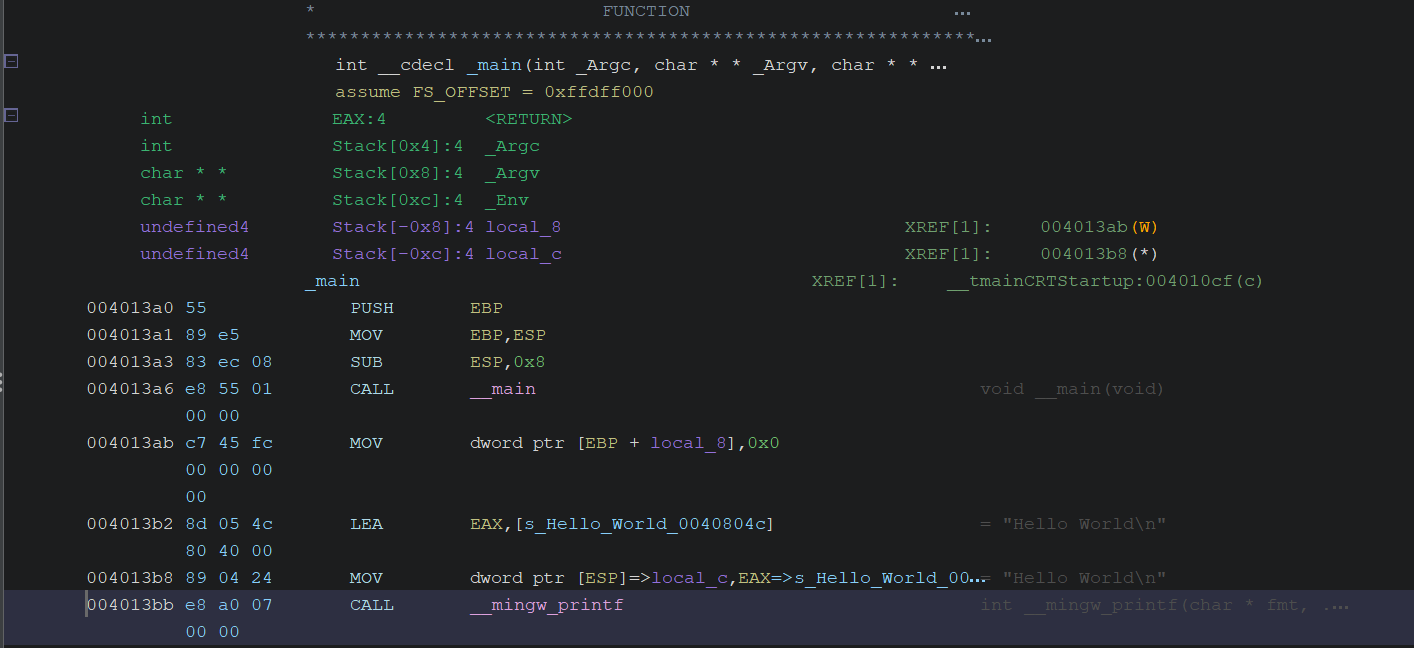 * FUNCTION ...
*************************************************************...
int __cdecl _main(int _Argc, char * * _Argv, char * * ...
assume FS_OFFSET = 0xffdff000
int EAX:4 <RETURN>
int Stack[0x4]:4 _Argc
char * * Stack[0x8]:4 _Argv
char * * Stack[0xc]:4 _Env
undefined4 Stack[-0x8]:4 local_8 XREF[1]: 004013ab(W)
undefined4 Stack[-0xc]:4 local_c XREF[1]: 004013b8(*)
_main XREF[1]: __tmainCRTStartup:004010cf(c)
004013a0 55 PUSH EBP
004013a1 89 e5 MOV EBP,ESP
004013a3 83 ec 08 SUB ESP,0x8
004013a6 e8 55 01 CALL __main void __main(void)
00 00
004013ab c7 45 fc MOV dword ptr [EBP + local_8],0x0
00 00 00
00
004013b2 8d 05 4c LEA EAX,[s_Hello_World_0040804c] = "Hello World\n"
80 40 00
004013b8 89 04 24 MOV dword ptr [ESP]=>local_c,EAX=>s_Hello_World_00... = "Hello World\n"
004013bb e8 a0 07 CALL __mingw_printf int __mingw_printf(char * fmt, ....
00 00